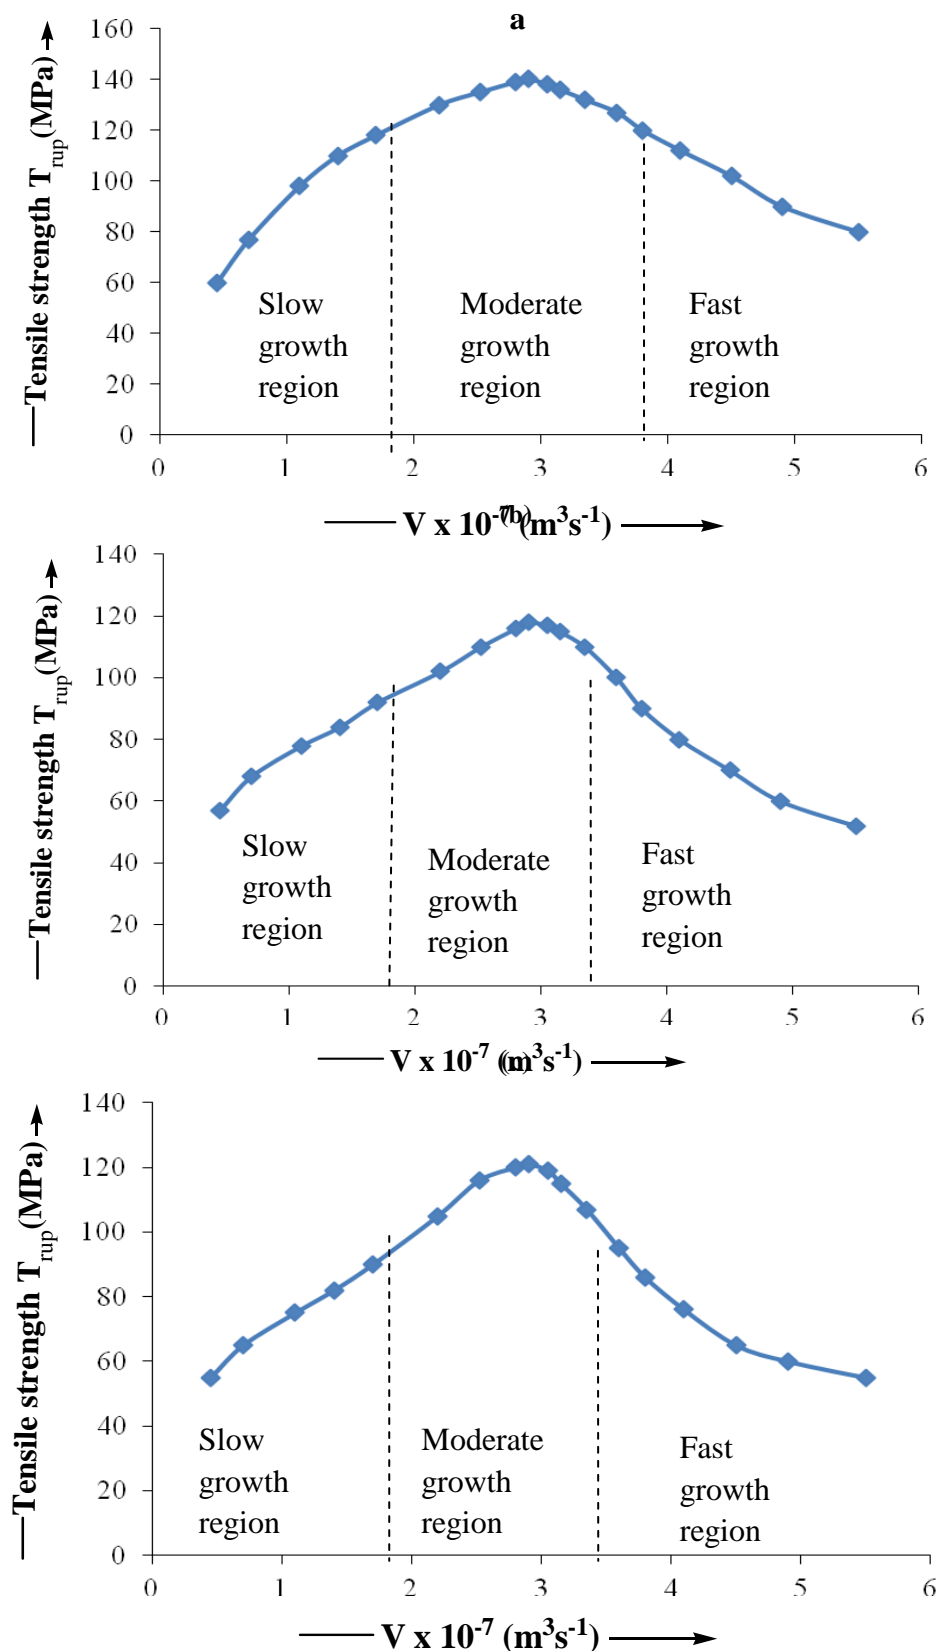 a
Tensile strength T_rup(MPa)
160
140
120
100
80
60
40
20
0
Slow growth region
Moderate growth region
Fast growth region
0 1 2 3 4 5 6
V x 10⁻⁷ (m³s⁻¹)
(b)
Tensile strength T_rup(MPa)
140
120
100
80
60
40
20
0
Slow growth region
Moderate growth region
Fast growth region
0 1 2 3 4 5 6
V x 10⁻⁷ (m³s⁻¹)
(c)
Tensile strength T_rup(MPa)
140
120
100
80
60
40
20
0
Slow growth region
Moderate growth region
Fast growth region
0 1 2 3 4 5 6
V x 10⁻⁷ (m³s⁻¹)